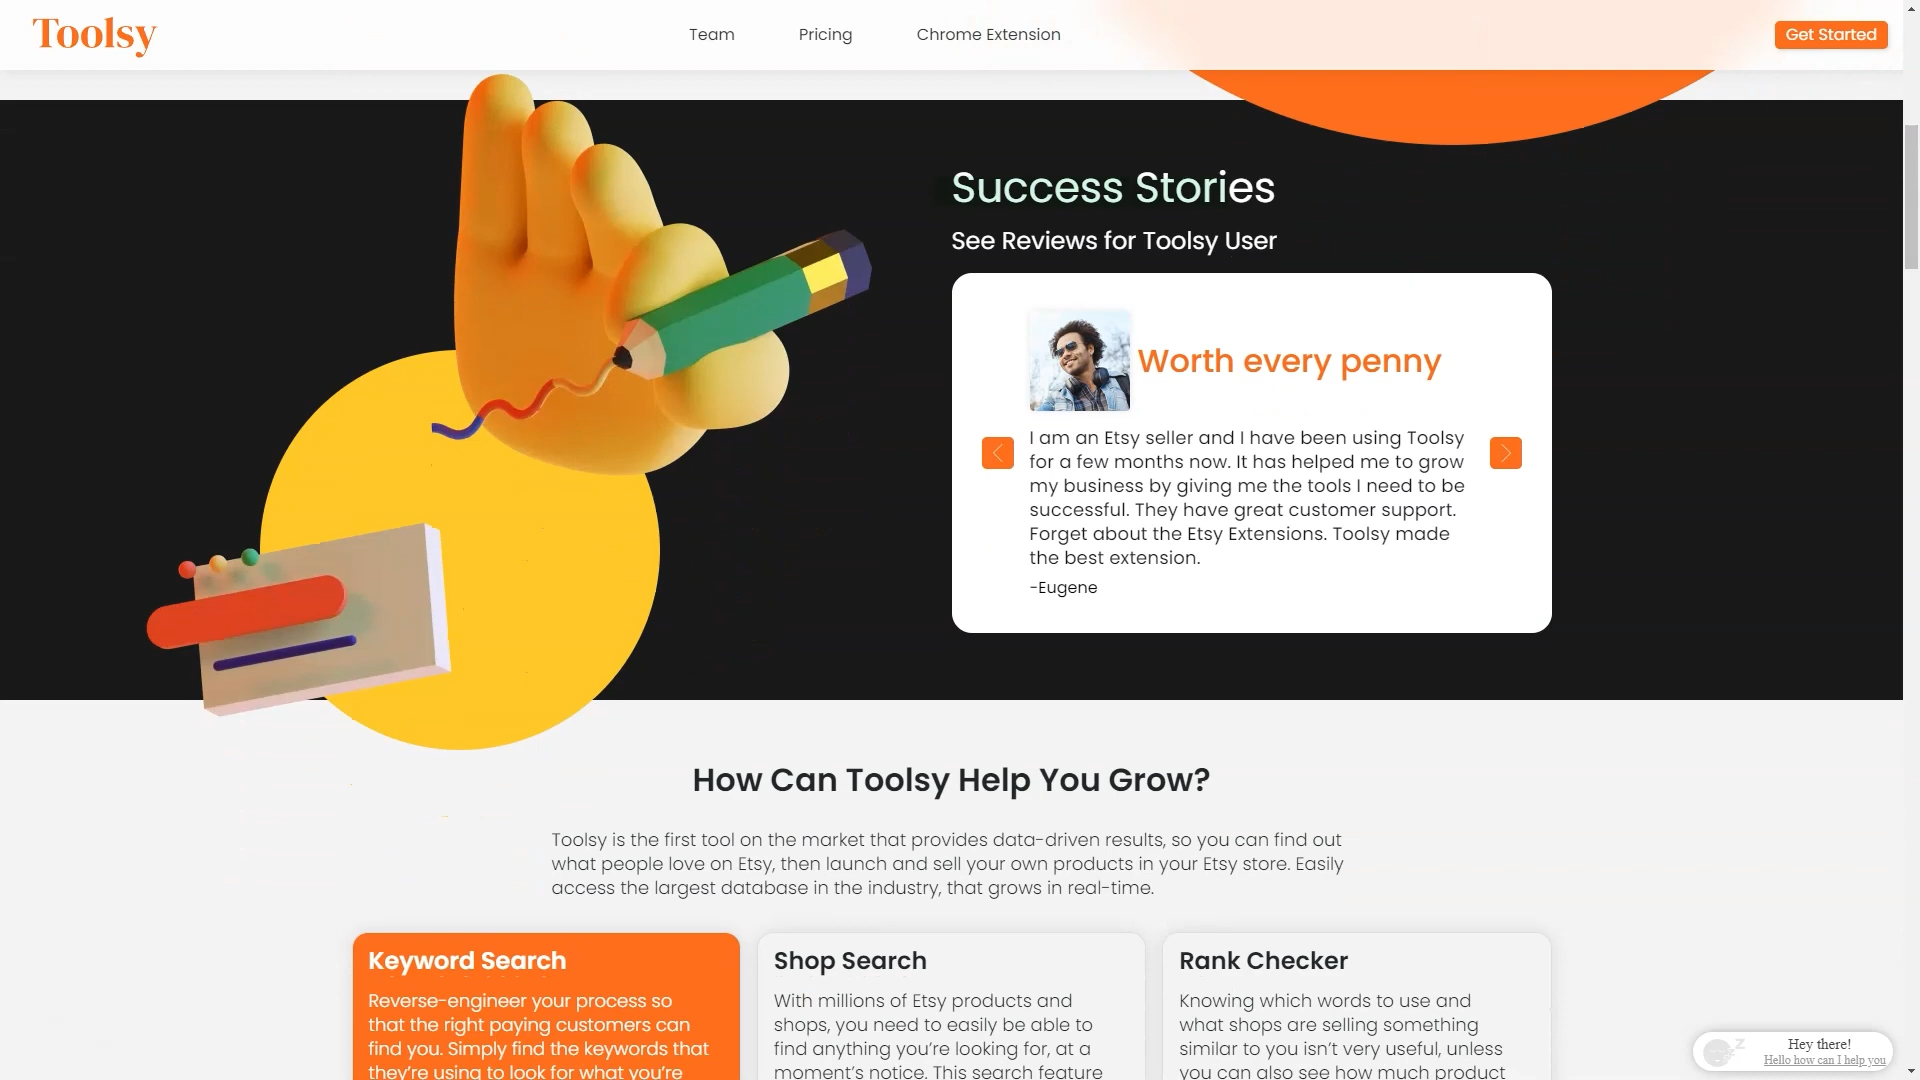 Toolsy
Team
Pricing
Chrome Extension
Get Started
Success Stories
See Reviews for Toolsy User
Worth every penny
I am an Etsy seller and I have been using Toolsy
for a few months now. It has helped me to grow
my business by giving me the tools I need to be
successful. They have great customer support.
Forget about the Etsy Extensions. Toolsy made
the best extension.
-Eugene
How Can Toolsy Help You Grow?
Toolsy is the first tool on the market that provides data-driven results, so you can find out
what people love on Etsy, then launch and sell your own products in your Etsy store. Easily
access the largest database in the industry, that grows in real-time.
Keyword Search
Reverse-engineer your process so
that the right paying customers can
find you. Simply find the keywords that
they’re using to look for what you’re
Shop Search
With millions of Etsy products and
shops, you need to easily be able to
find anything you’re looking for, at a
moment’s notice. This search feature
Rank Checker
Knowing which words to use and
what shops are selling something
similar to you isn’t very useful, unless
you can also see how much product
Hey there!
Hello how can I help you